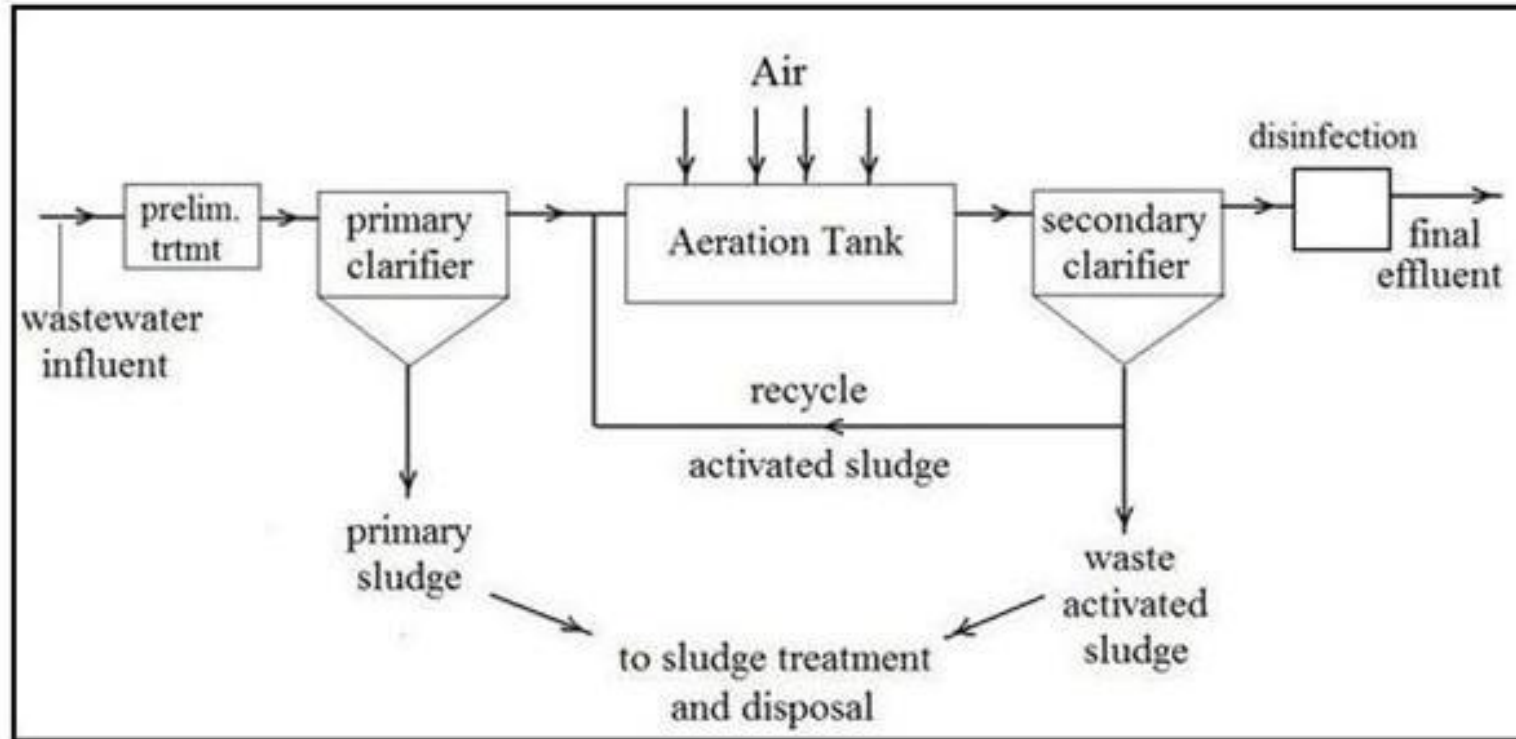 Air
disinfection
prelim.
trtmt
primary
clarifier
Aeration Tank
secondary
clarifier
final
effluent
wastewater
influent
recycle
activated sludge
primary
sludge
waste
activated
sludge
to sludge treatment
and disposal